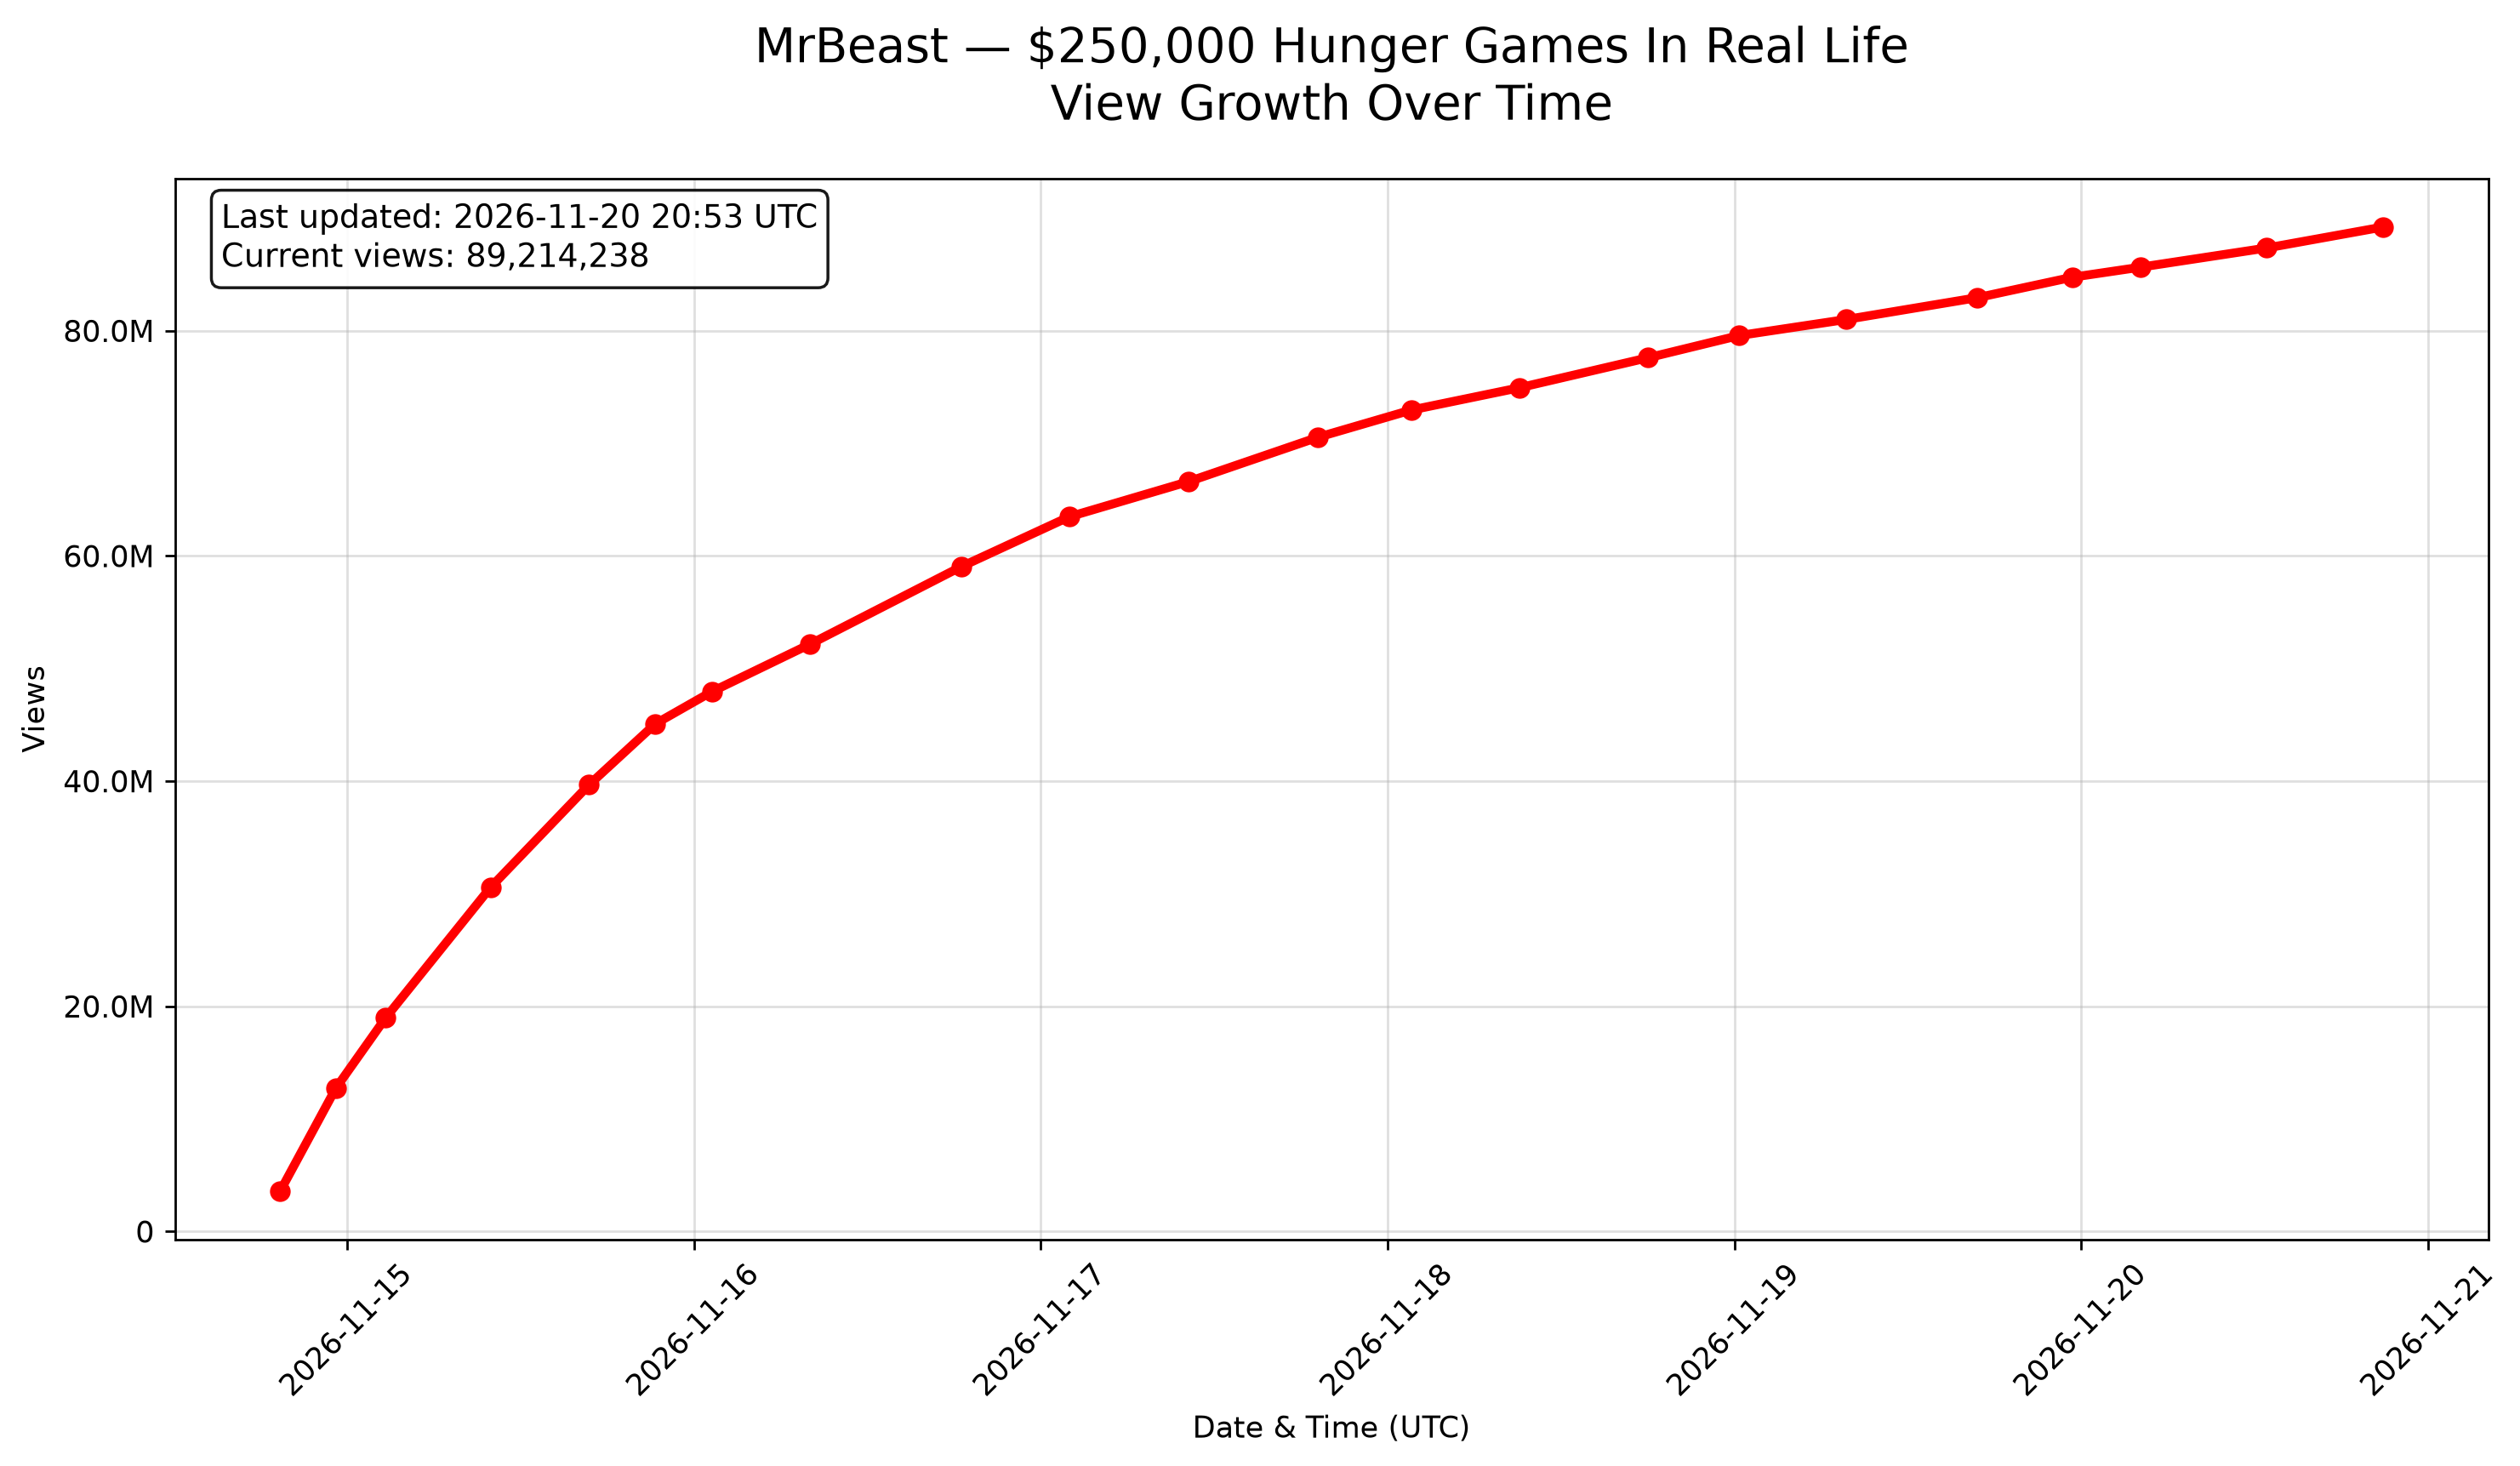 MrBeast — $250,000 Hunger Games In Real Life
View Growth Over Time
Last updated: 2026-11-20 20:53 UTC
Current views: 89,214,238
80.0M
60.0M
40.0M
20.0M
0
Views
2026-11-15
2026-11-16
2026-11-17
2026-11-18
2026-11-19
2026-11-20
2026-11-21
Date & Time (UTC)